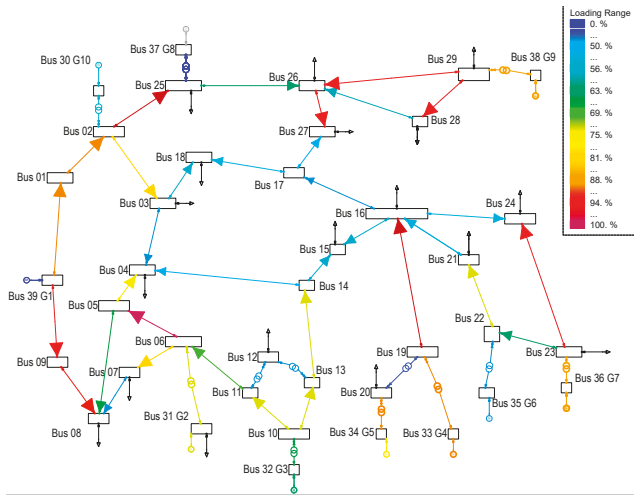 Loading Range
0. %
...
50. %
...
56. %
...
63. %
...
69. %
...
75. %
...
81. %
...
88. %
...
94. %
...
100. %
Bus 37 G8
Bus 30 G10
Bus 25
Bus 26
Bus 29
Bus 38 G9
Bus 02
Bus 27
Bus 28
Bus 18
Bus 17
Bus 01
Bus 03
Bus 16
Bus 24
Bus 15
Bus 21
Bus 04
Bus 14
Bus 39 G1
Bus 05
Bus 22
Bus 06
Bus 12
Bus 19
Bus 23
Bus 09
Bus 07
Bus 13
Bus 11
Bus 20
Bus 36 G7
Bus 35 G6
Bus 31 G2
Bus 08
Bus 10
Bus 34 G5
Bus 33 G4
Bus 32 G3